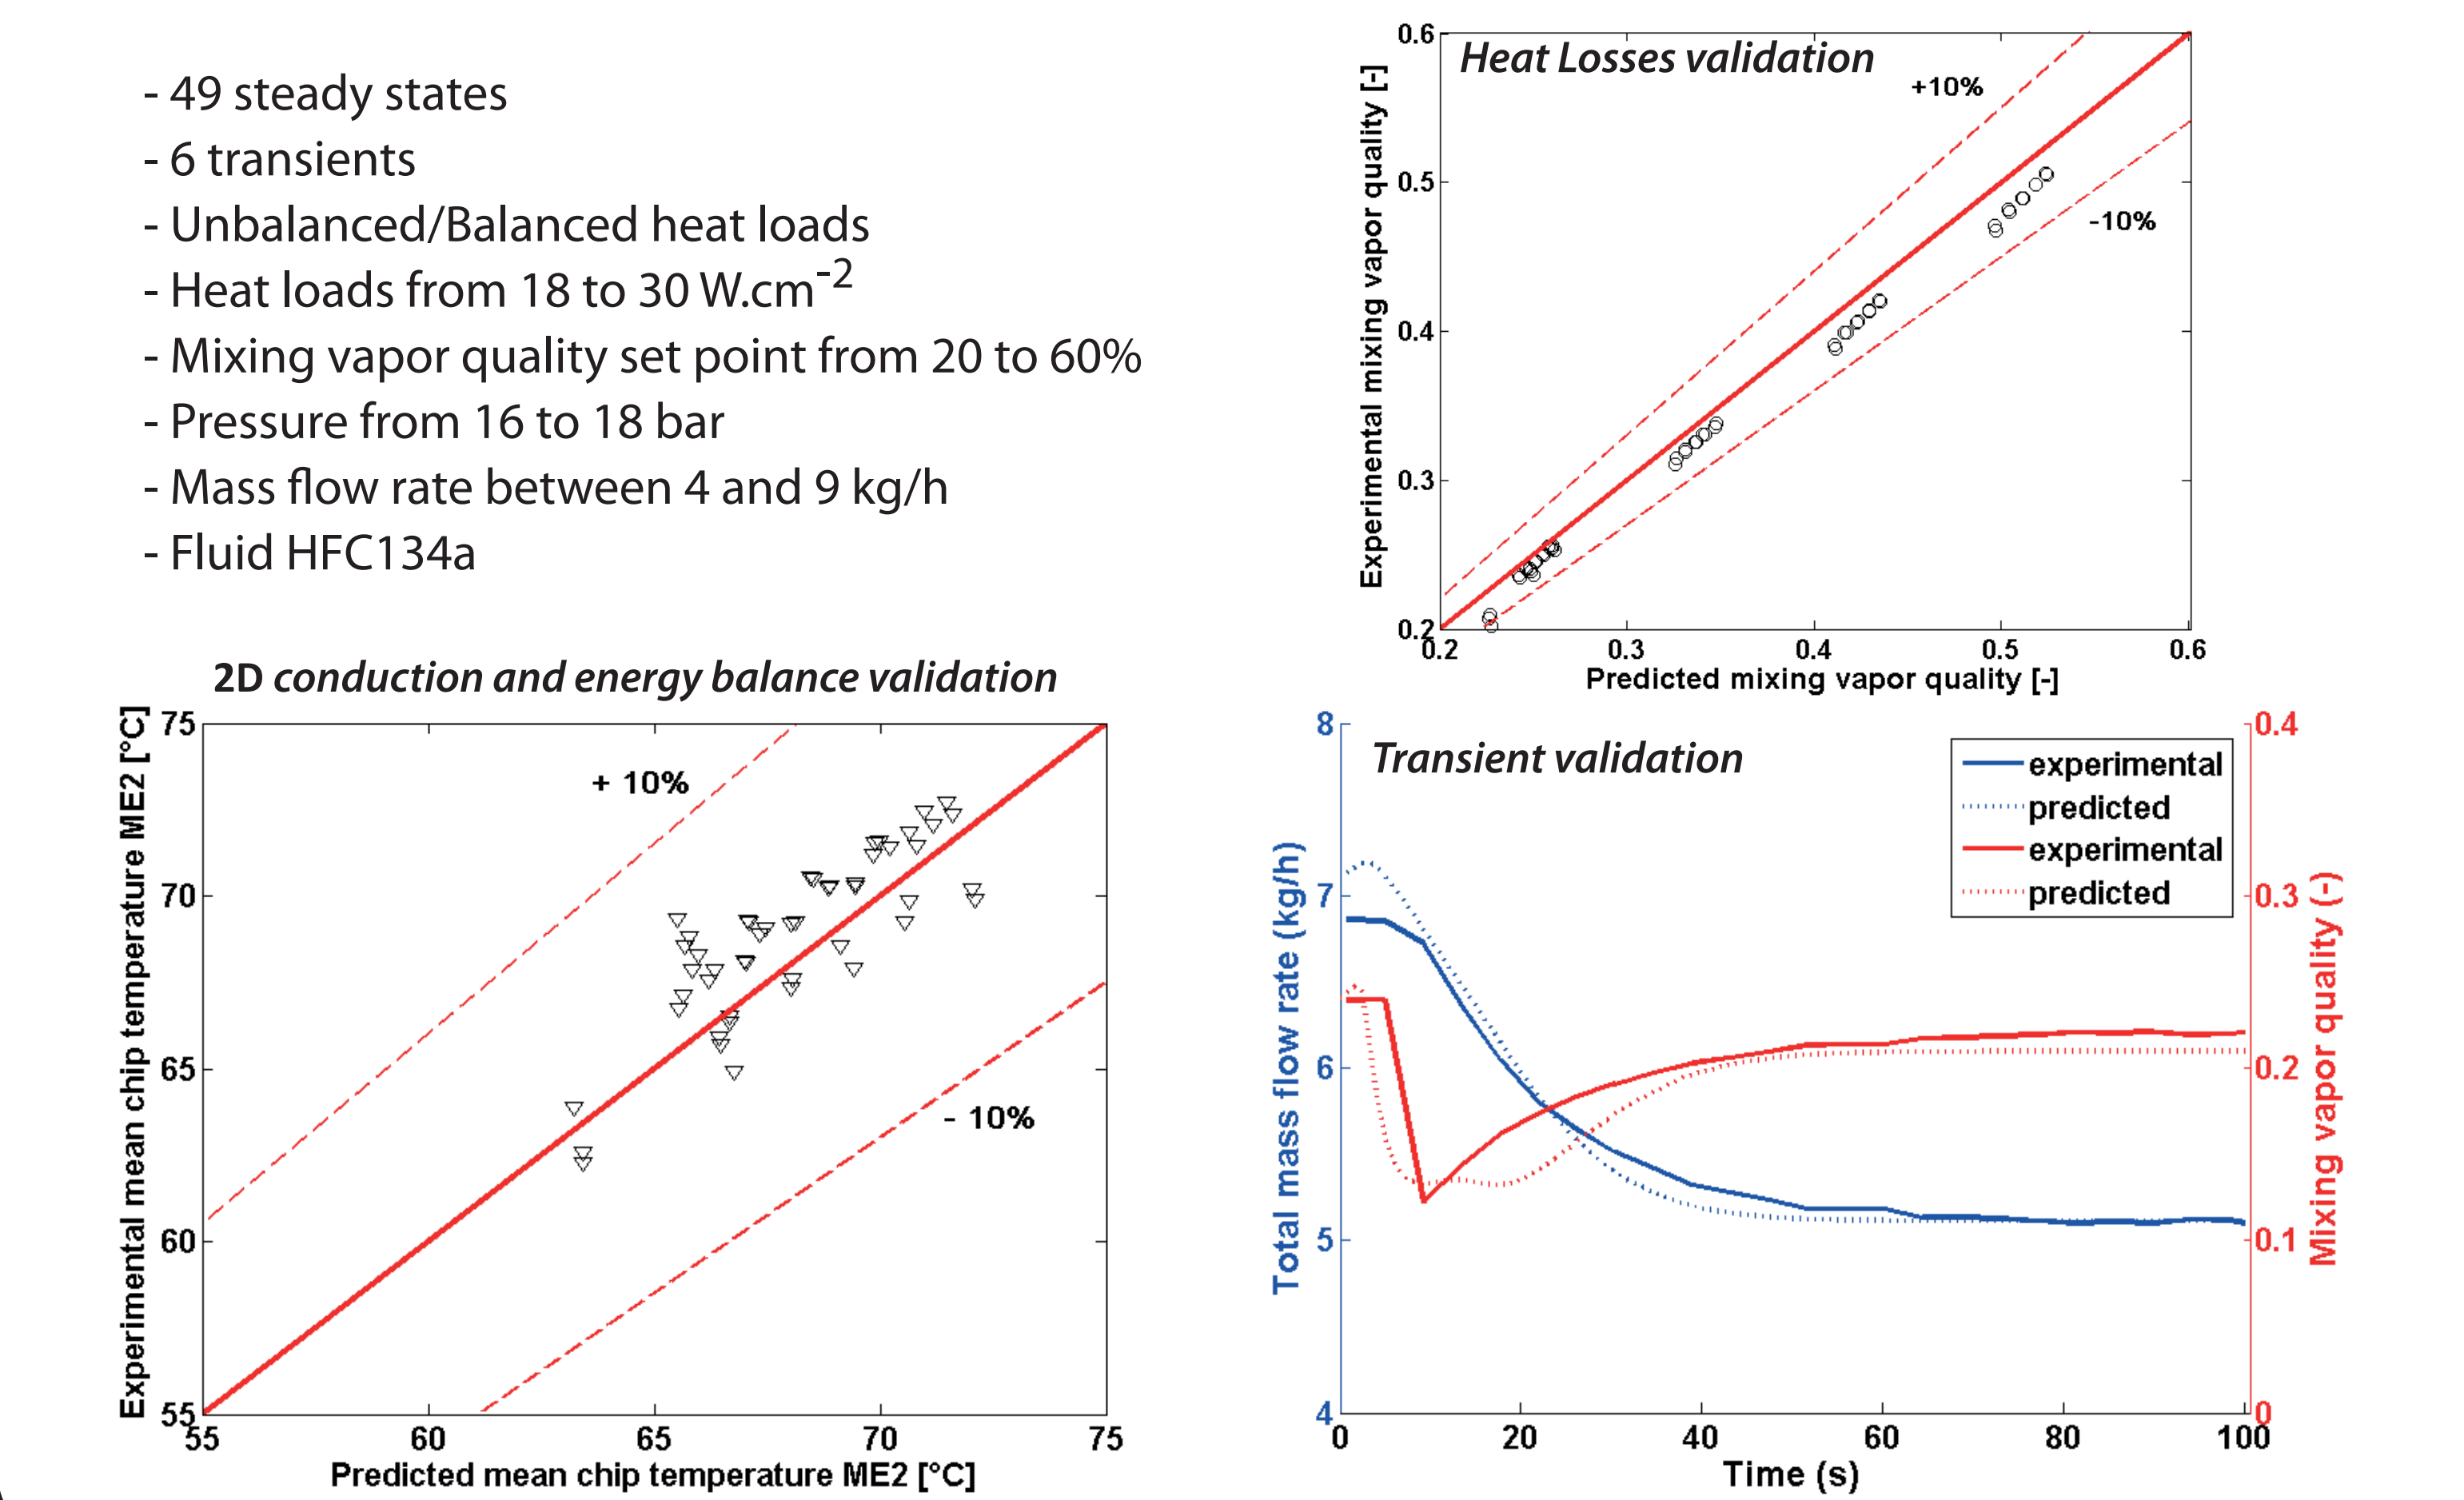 - 49 steady states
- 6 transients
- Unbalanced/Balanced heat loads
- Heat loads from 18 to 30 W.cm⁻²
- Mixing vapor quality set point from 20 to 60%
- Pressure from 16 to 18 bar
- Mass flow rate between 4 and 9 kg/h
- Fluid HFC134a
Heat Losses validation
+10%
-10%
Experimental mixing vapor quality [-]
0.6
0.5
0.4
0.3
0.2
0.2
0.3
0.4
0.5
0.6
Predicted mixing vapor quality [-]
2D conduction and energy balance validation
+ 10%
- 10%
Experimental mean chip temperature ME2 [°C]
75
70
65
60
55
55
60
65
70
75
Predicted mean chip temperature ME2 [°C]
Transient validation
experimental
predicted
experimental
predicted
Total mass flow rate (kg/h)
8
7
6
5
4
0.4
0.3
0.2
0.1
0
Mixing vapor quality (-)
0
20
40
60
80
100
Time (s)